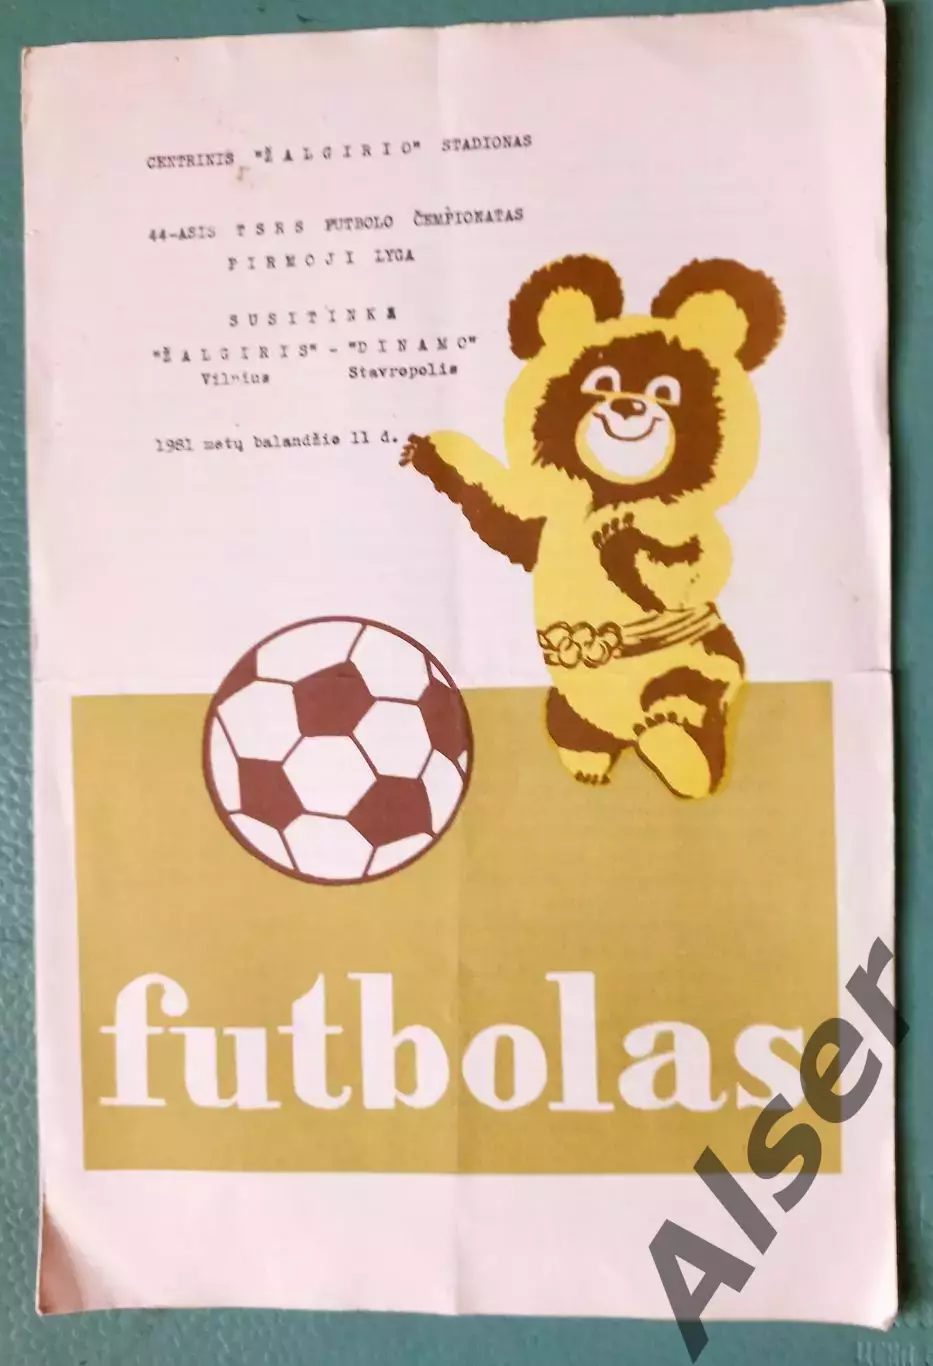 CENTRINIS "ŽALGIRIO" STADIONAS
44-ASIS TSRS FUTBOLO ČEMPIONATAS
PIRMOJI LYGA
SUSITINKA
"ŽALGIRIS" - "DINAMO"
Vilnius Stavropolis
1981 metų balandžio 11 d.
futbolas
Alser